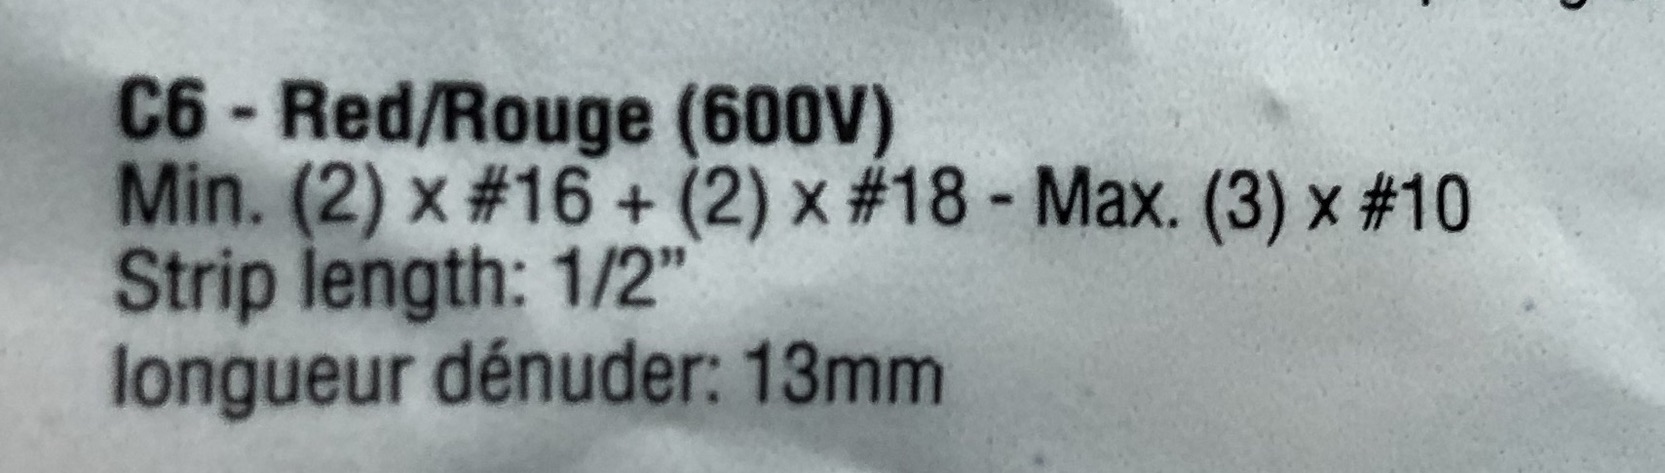 C6 - Red/Rouge (600V)
Min. (2) x #16 + (2) x #18 - Max. (3) x #10
Strip length: 1/2”
longueur dénuder: 13mm